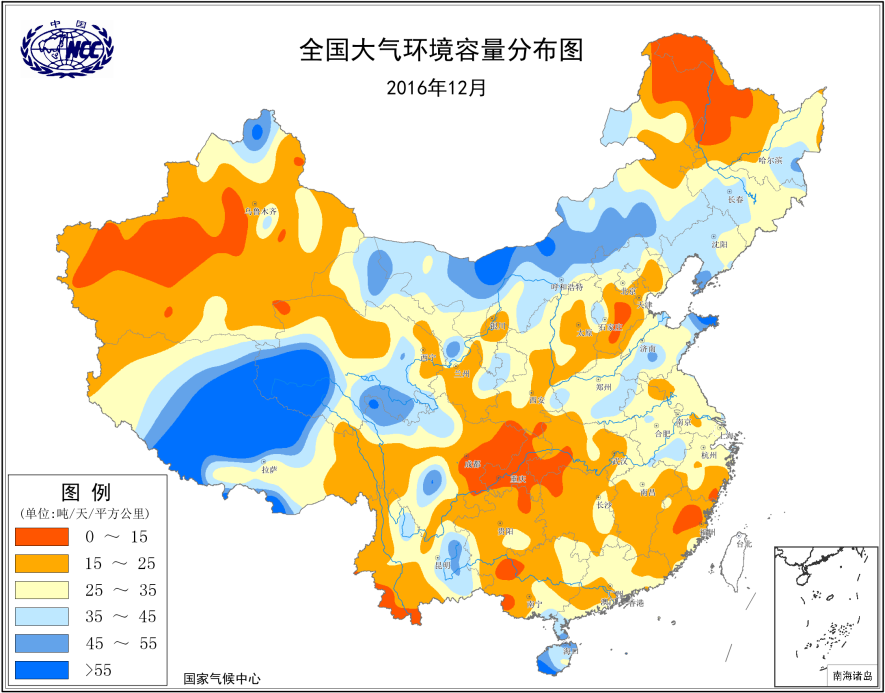 中国
NCC
全国大气环境容量分布图
2016年12月
哈尔滨
长春
乌鲁木齐
沈阳
呼和浩特
北京
天津
银川
石家庄
太原
济南
西宁
兰州
郑州
西安
南京
合肥
上海
杭州
拉萨
成都
武汉
重庆
南昌
长沙
贵阳
福州
台北
昆明
广州
南宁
香港
海口
图 例
(单位:吨/天/平方公里)
0 ～ 15
15 ～ 25
25 ～ 35
35 ～ 45
45 ～ 55
>55
国家气候中心
南海诸岛